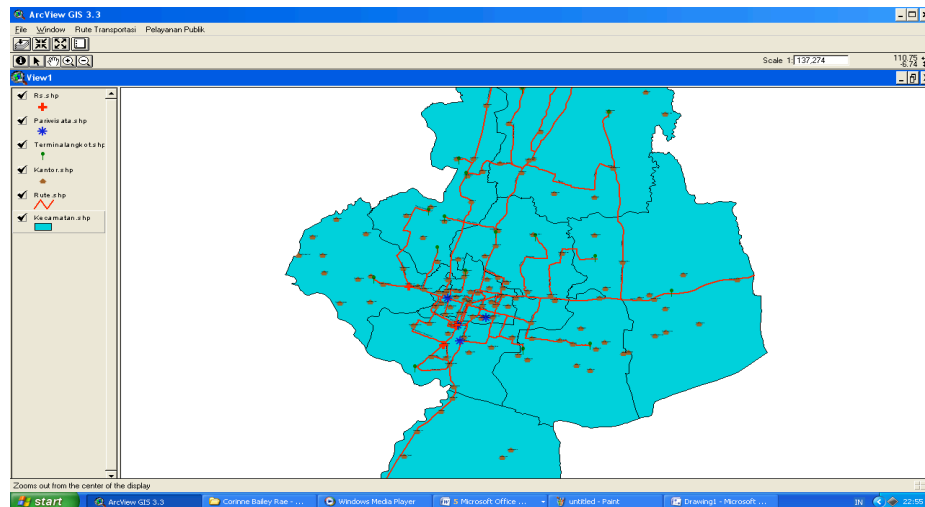 ArcView GIS 3.3
File Window Rute Transportasi Pelayanan Publik
Scale 1: 137,274 110.75
-6.74
View1
Rs.shp
Pariwisata.shp
Terminalangkot.shp
Kantor.shp
Rute.shp
Kecamatan.shp
Zooms out from the center of the display
start ArcView GIS 3.3 Corinne Bailey Rae - ... Windows Media Player 5 Microsoft Office ... untitled - Paint Drawing1 - Microsoft ... IN 22:55